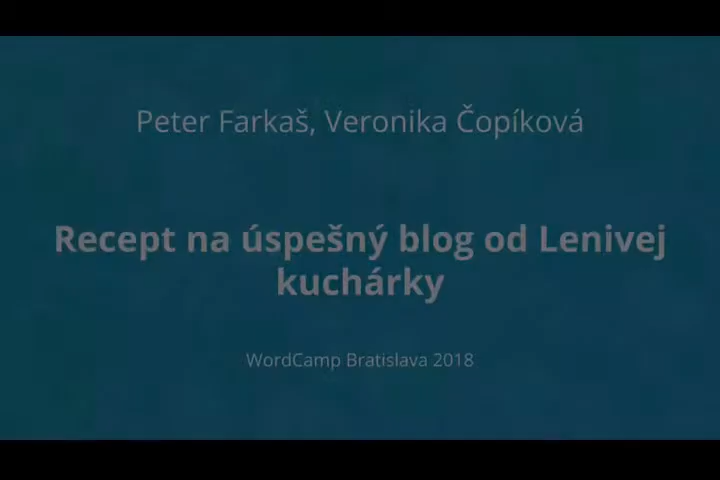 Peter Farkaš, Veronika Čopíková
Recept na úspešný blog od Lenivej
kuchárky
WordCamp Bratislava 2018